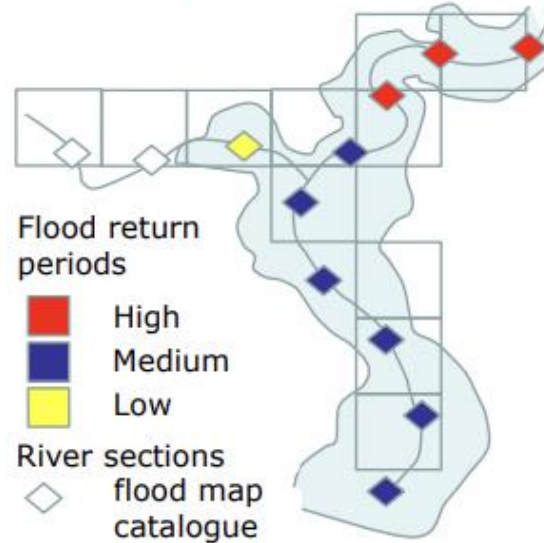 Flood return
periods
High
Medium
Low
River sections
flood map
catalogue